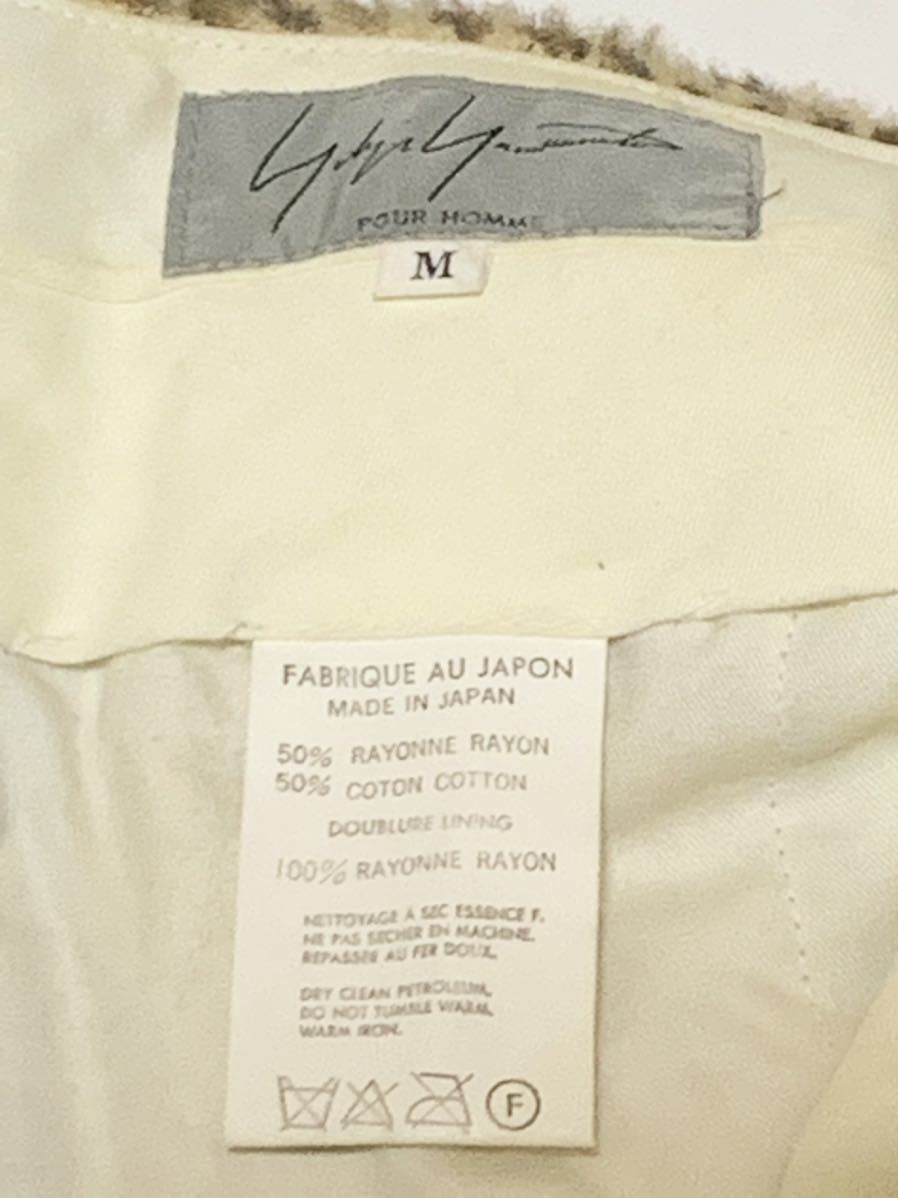 Yohji Yamamoto
POUR HOMME
M
FABRIQUE AU JAPON
MADE IN JAPAN
50% RAYONNE RAYON
50% COTON COTTON
DOUBLURE LINING
100% RAYONNE RAYON
NETTOYAGE A SEC ESSENCE F.
NE PAS SECHER EN MACHINE.
REPASSER AU FER DOUX.
DRY CLEAN PETROLEUM,
DO NOT TUMBLE WARM,
WARM IRON.
F